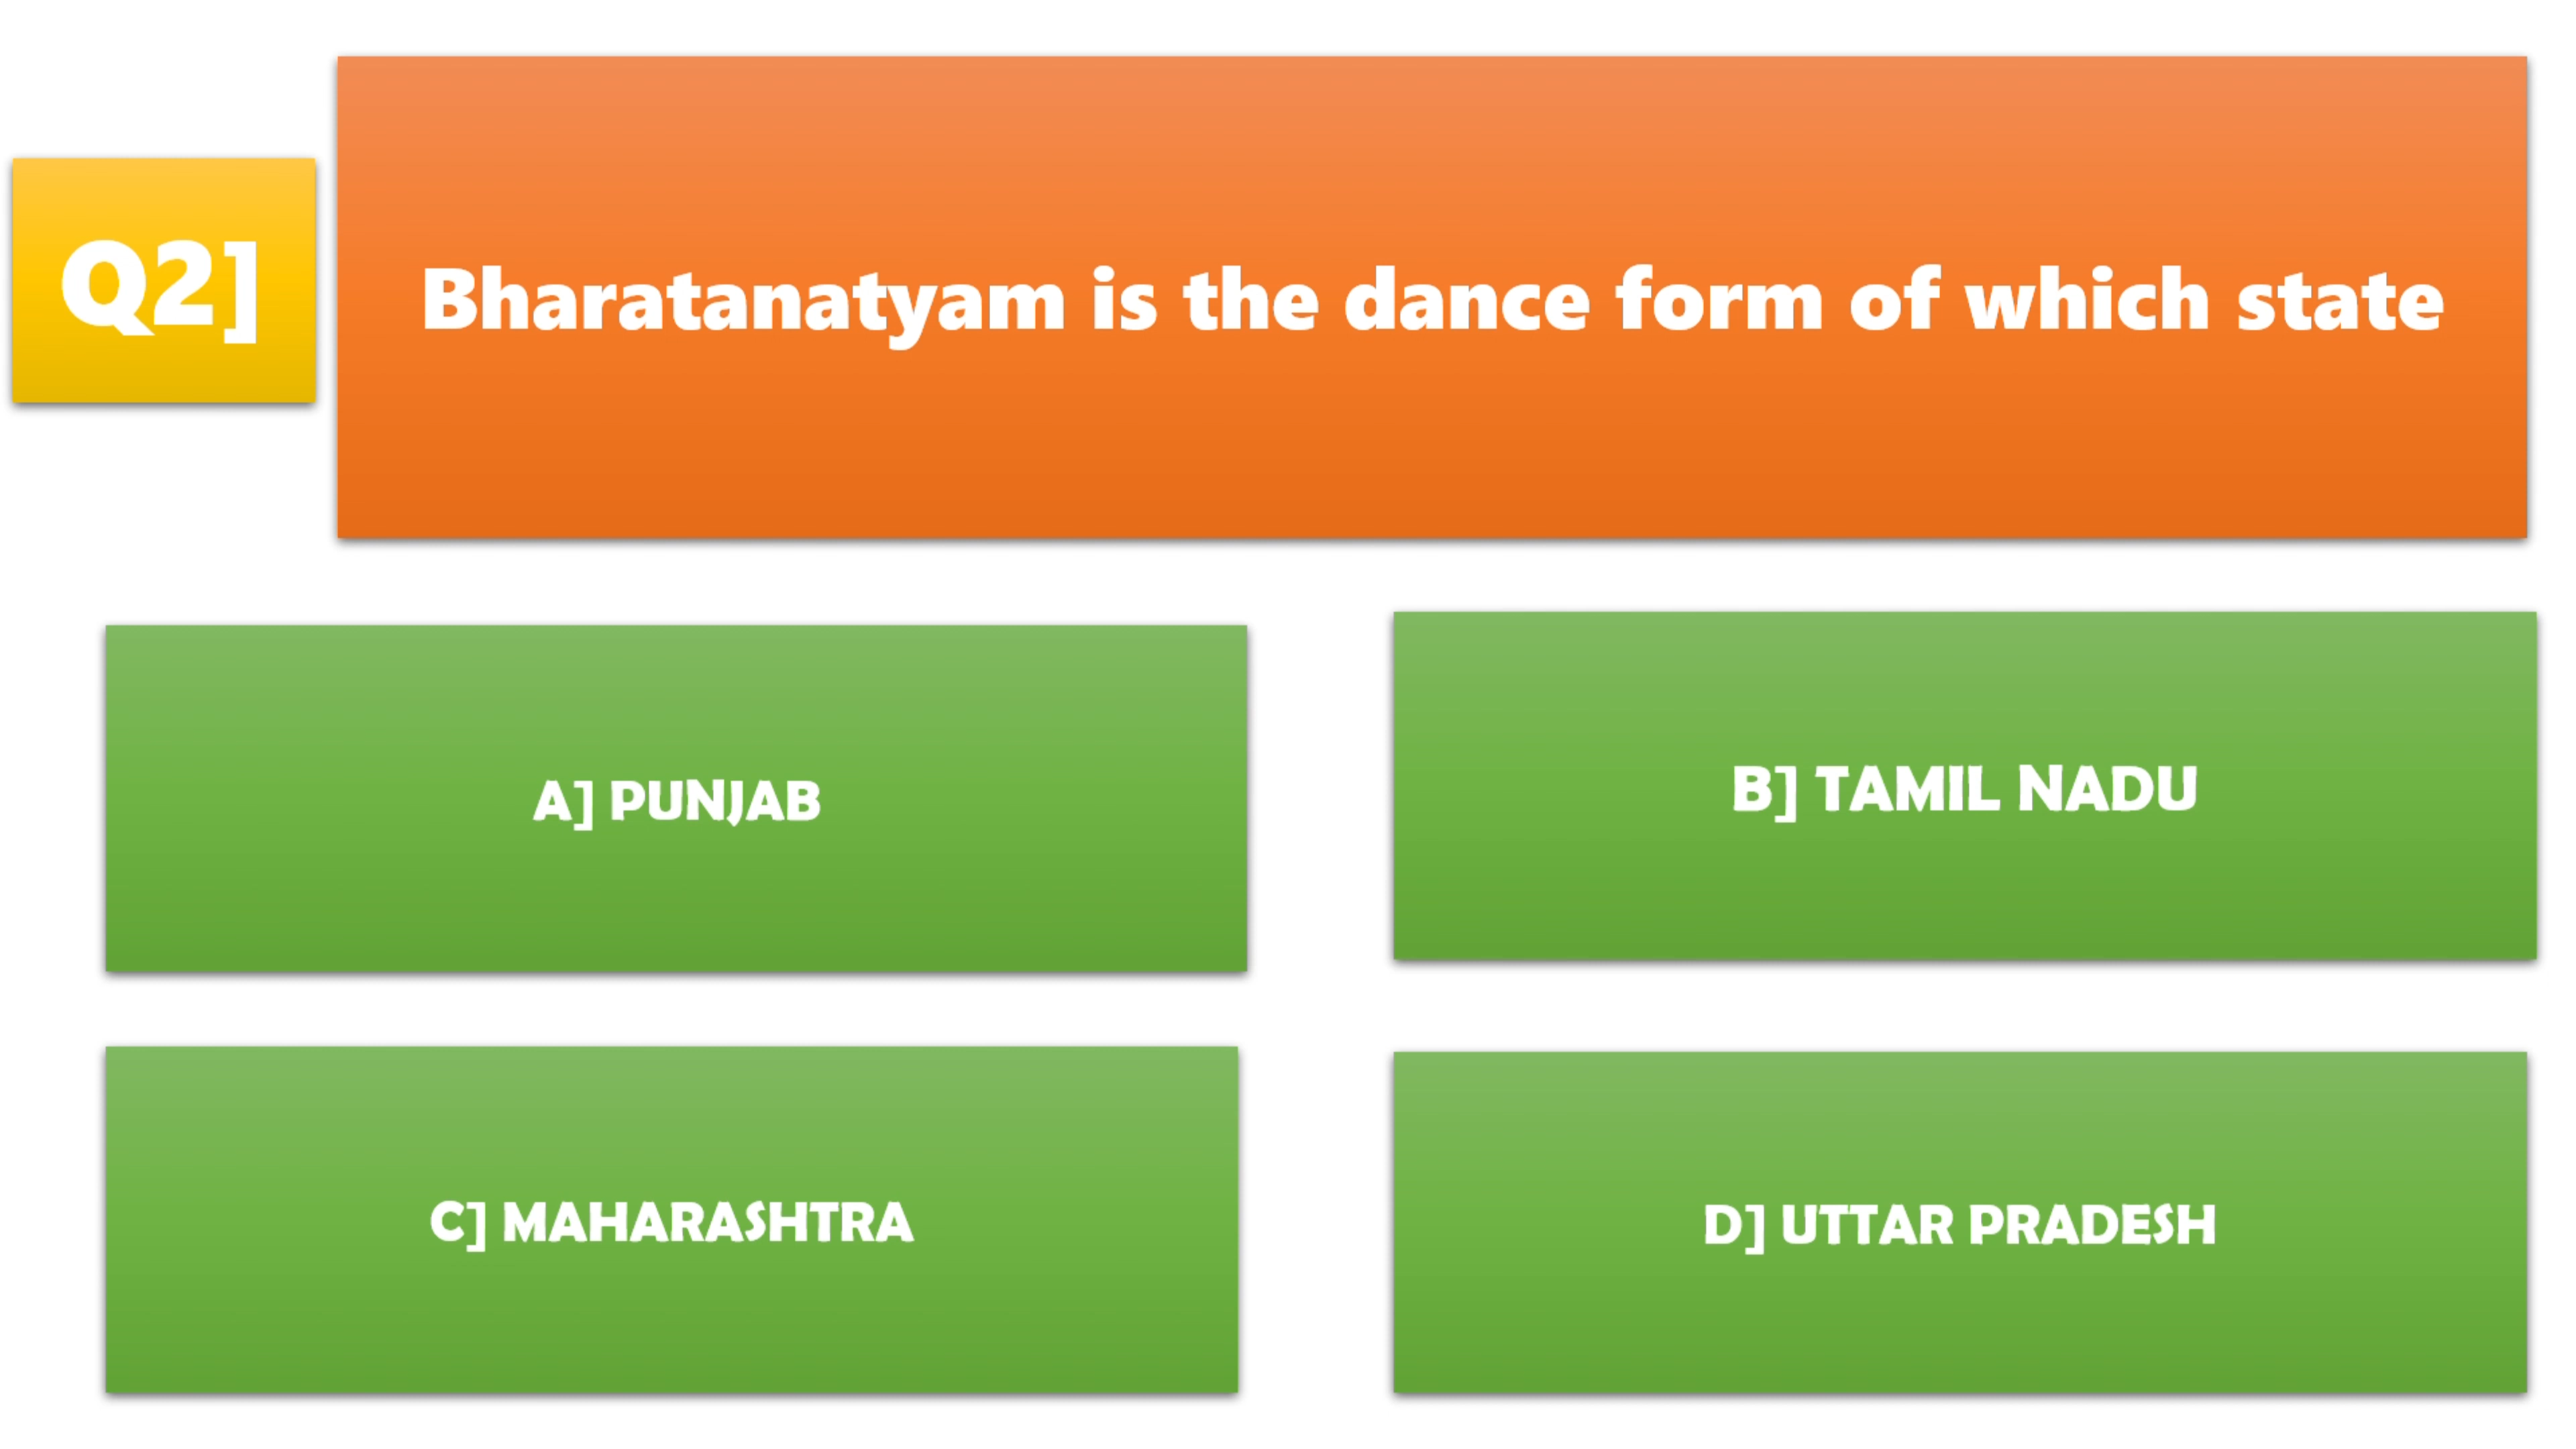 Q2]
Bharatanatyam is the dance form of which state
A] PUNJAB
B] TAMIL NADU
C] MAHARASHTRA
D] UTTAR PRADESH